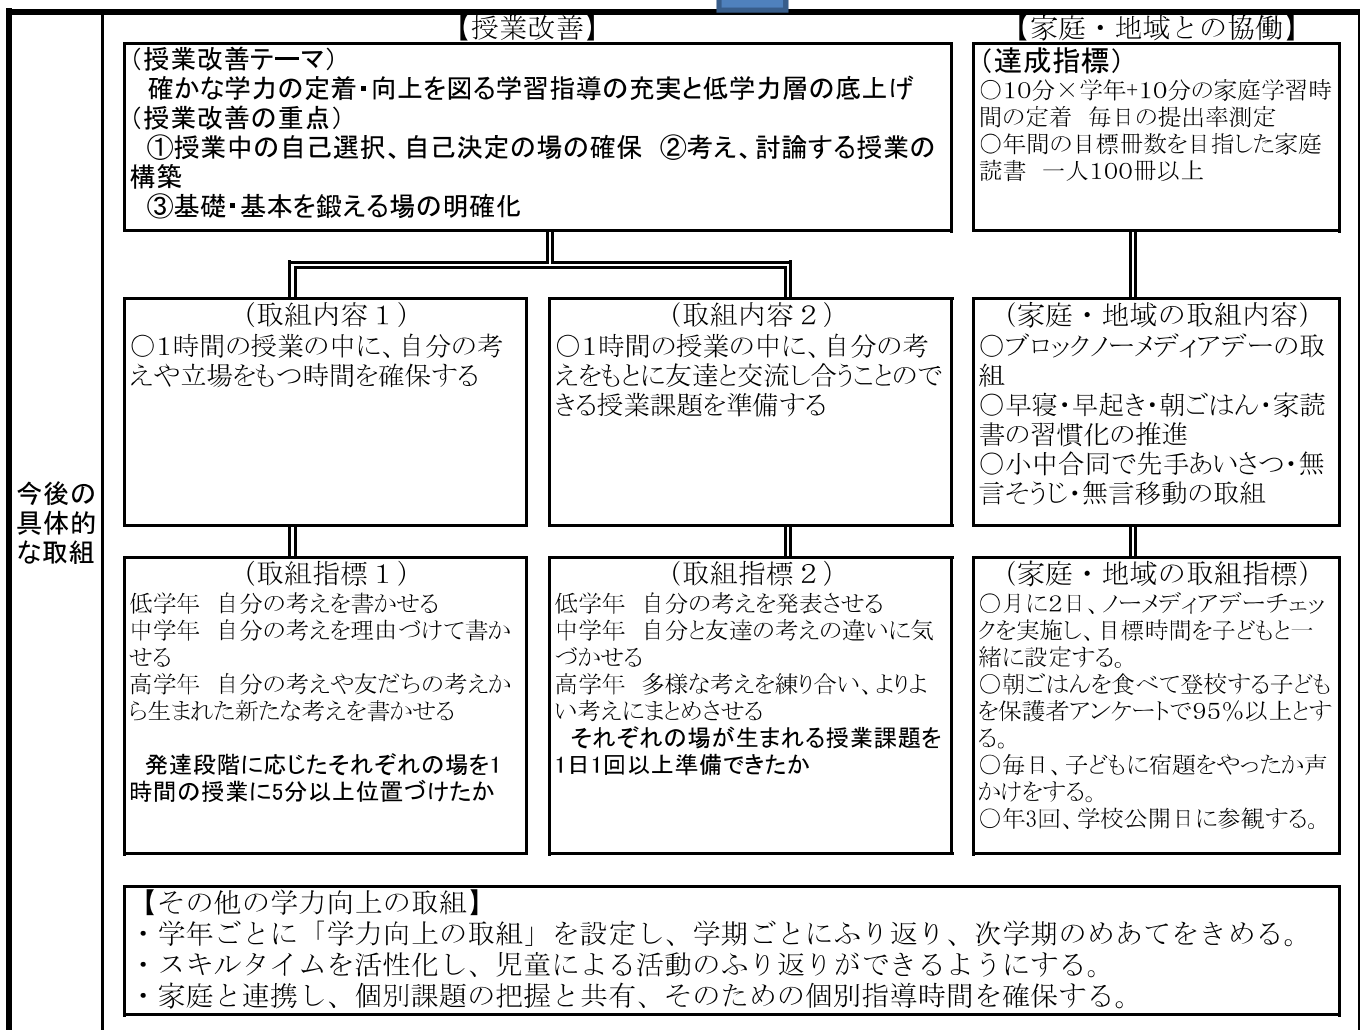 今後の
具体的
な取組
【授業改善】
(授業改善テーマ)
確かな学力の定着・向上を図る学習指導の充実と低学力層の底上げ
(授業改善の重点)
①授業中の自己選択、自己決定の場の確保　②考え、討論する授業の
構築
③基礎・基本を鍛える場の明確化
【家庭・地域との協働】
(達成指標)
○10分×学年+10分の家庭学習時
間の定着　毎日の提出率測定
○年間の目標冊数を目指した家庭
読書　一人100冊以上
(取組内容１)
○1時間の授業の中に、自分の考
えや立場をもつ時間を確保する
(取組内容２)
○1時間の授業の中に、自分の考
えをもとに友達と交流し合うことので
きる授業課題を準備する
(家庭・地域の取組内容)
○ブロックノーメディアデーの取
組
○早寝・早起き・朝ごはん・家読
書の習慣化の推進
○小中合同で先手あいさつ・無
言そうじ・無言移動の取組
(取組指標１)
低学年　自分の考えを書かせる
中学年　自分の考えを理由づけて書か
せる
高学年　自分の考えや友だちの考えか
ら生まれた新たな考えを書かせる
発達段階に応じたそれぞれの場を1
時間の授業に5分以上位置づけたか
(取組指標２)
低学年　自分の考えを発表させる
中学年　自分と友達の考えの違いに気
づかせる
高学年　多様な考えを練り合い、よりよ
い考えにまとめさせる
それぞれの場が生まれる授業課題を
1日1回以上準備できたか
(家庭・地域の取組指標)
○月に2日、ノーメディアデーチェッ
クを実施し、目標時間を子どもと一
緒に設定する。
○朝ごはんを食べて登校する子ども
を保護者アンケートで95%以上とす
る。
○毎日、子どもに宿題をやったか声
かけをする。
○年3回、学校公開日に参観する。
【その他の学力向上の取組】
・学年ごとに「学力向上の取組」を設定し、学期ごとにふり返り、次学期のめあてをきめる。
・スキルタイムを活性化し、児童による活動のふり返りができるようにする。
・家庭と連携し、個別課題の把握と共有、そのための個別指導時間を確保する。